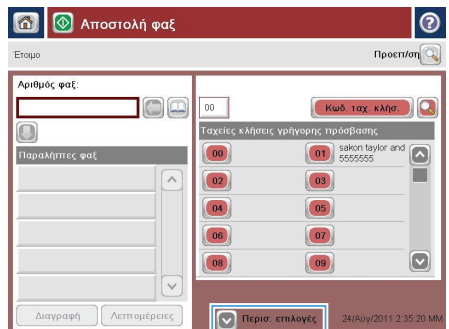 Αποστολή φαξ
Έτοιμο
Προεπ/ση
Αριθμός φαξ:
00
Κωδ. ταχ. κλήσ.
Ταχείες κλήσεις γρήγορης πρόσβασης
Παραλήπτες φαξ
00
01 sakon taylor and
5555555
02
03
04
05
06
07
08
09
Διαγραφή
Λεπτομέρειες
Περισ. επιλογές
24/Αύγ/2011 2:35:20 ΜΜ